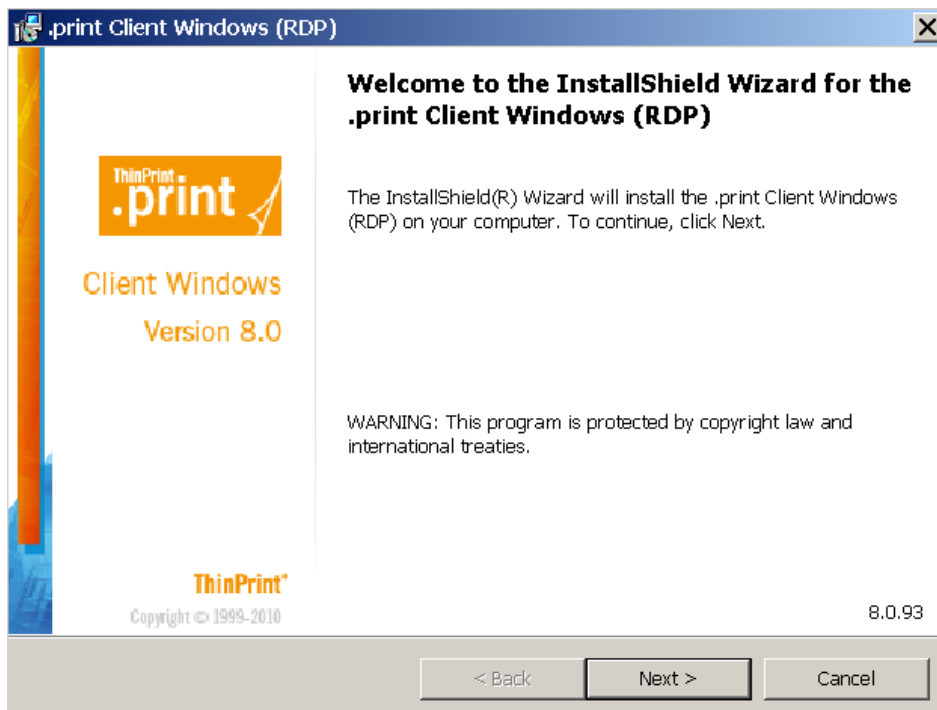 .print Client Windows (RDP)
Welcome to the InstallShield Wizard for the
.print Client Windows (RDP)
ThinPrint
.print
The InstallShield(R) Wizard will install the .print Client Windows
(RDP) on your computer. To continue, click Next.
Client Windows
Version 8.0
WARNING: This program is protected by copyright law and
international treaties.
ThinPrint®
Copyright © 1999-2010
8.0.93
< Back
Next >
Cancel